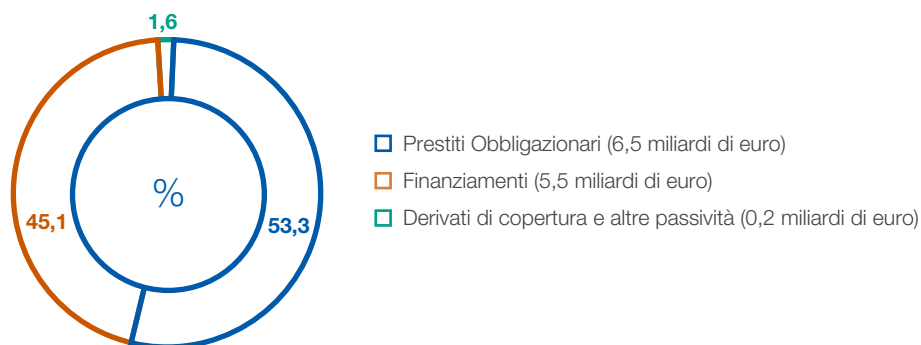 1,6
45,1
%
53,3
Prestiti Obbligazionari (6,5 miliardi di euro)
Finanziamenti (5,5 miliardi di euro)
Derivati di copertura e altre passività (0,2 miliardi di euro)